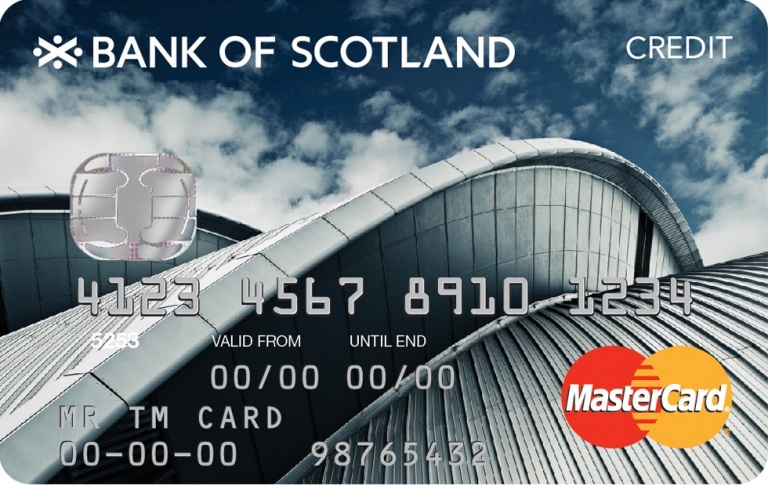 BANK OF SCOTLAND CREDIT
4123 4567 8910 1234
5253 VALID FROM UNTIL END
00/00 00/00
MasterCard
MR TM CARD
00-00-00 98765432